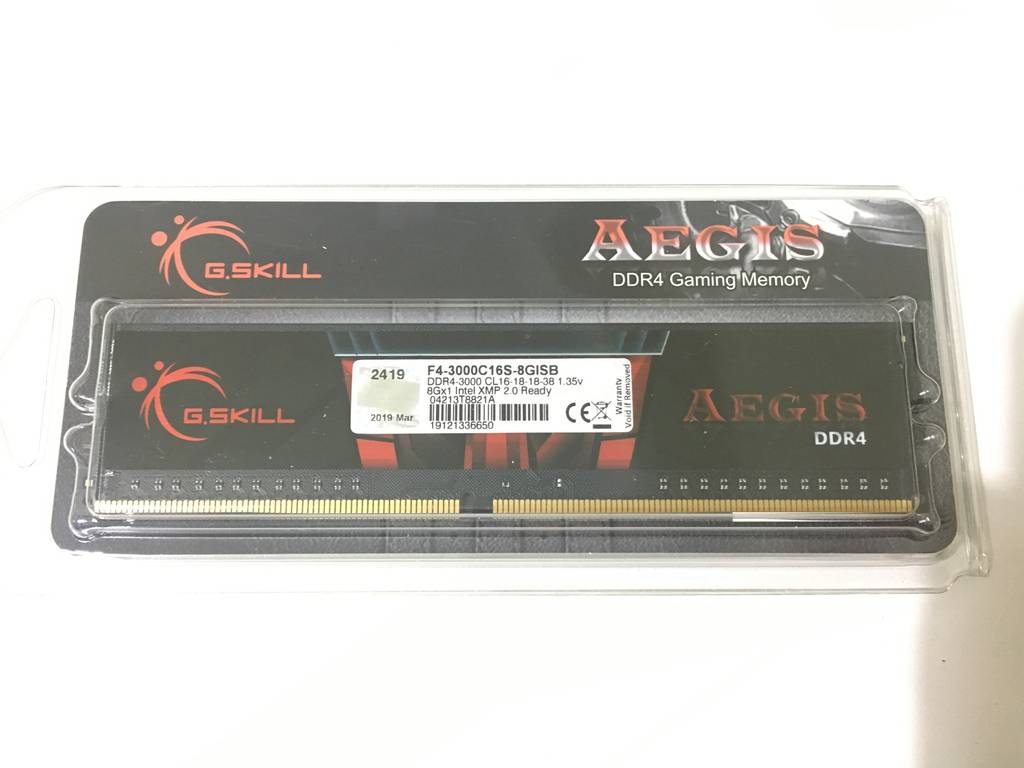 G.SKILL
AEGIS
DDR4 Gaming Memory
G.SKILL
2419
2019 Mar
F4-3000C16S-8GISB
DDR4-3000 CL16-18-18-38 1.35v
8Gx1 Intel XMP 2.0 Ready
04213T8821A
19121336650
CE
Warranty
Void if Removed
AEGIS
DDR4